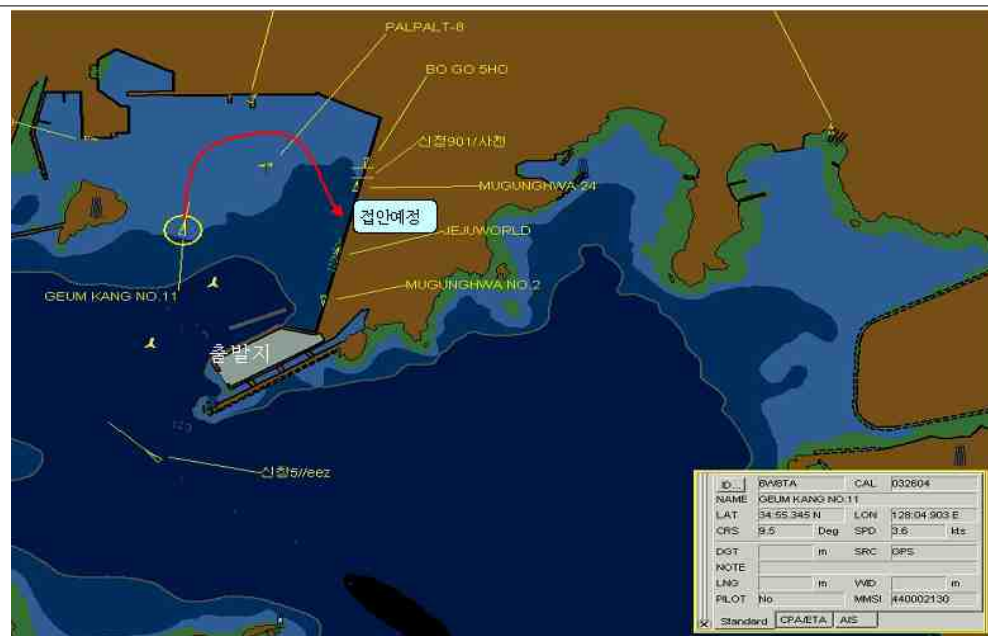 PALPALT-8
BO GO 5HO
신정901/사천
MUGUNGHWA 24
접안예정
JEJUWORLD
GEUM KANG NO.11
MUGUNGHWA NO.2
출발지
신창5//eez
ID... BW8TA CAL 032604
NAME GEUM KANG NO.11
LAT 34:55.345 N LON 128:04.903 E
CRS 9.5 Deg SPD 3.6 kts
DGT m SRC GPS
NOTE
LNG m WID m
PILOT No MMSI 440002130
Standard CPA/ETA AIS